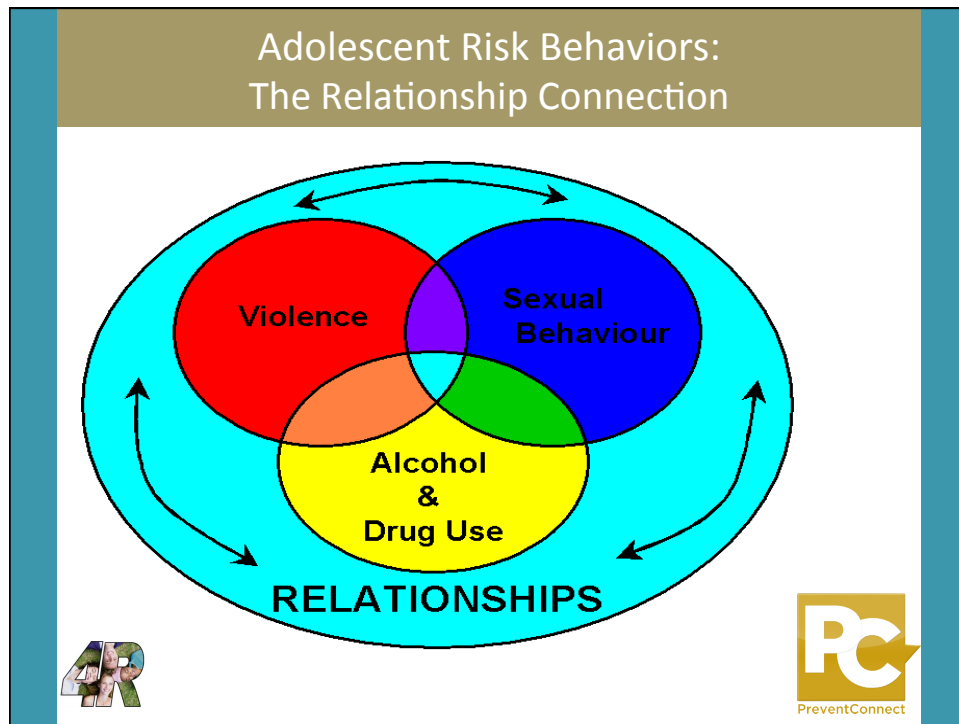 Adolescent Risk Behaviors:
The Relationship Connection
Violence
Sexual
Behaviour
Alcohol
&
Drug Use
RELATIONSHIPS
4R
PC
PreventConnect